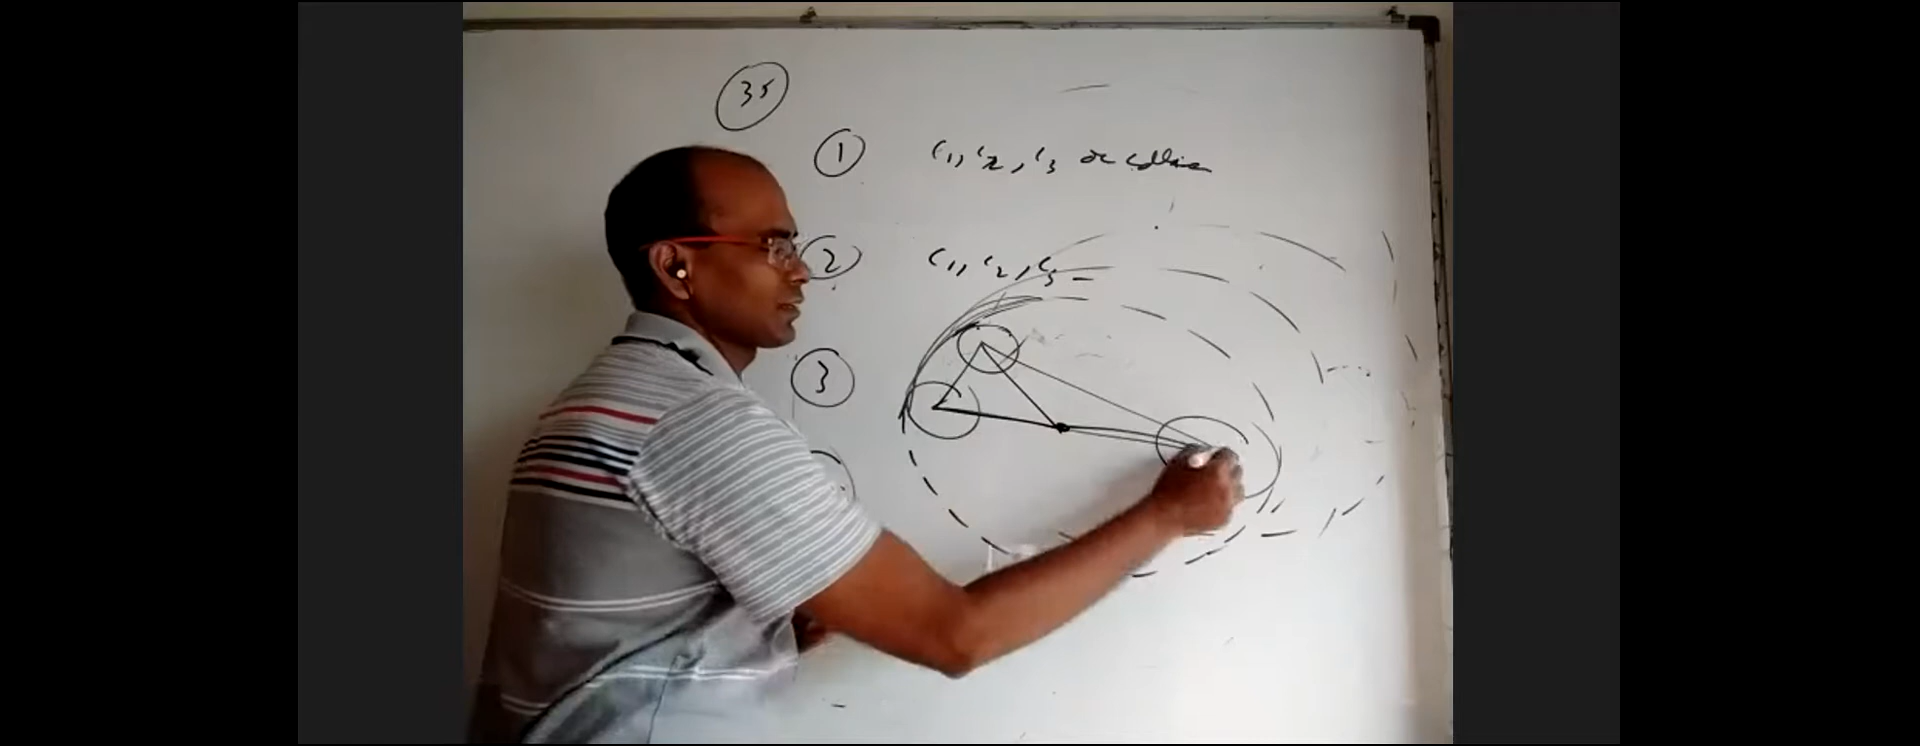 35
1 C1, C2, C3 are collinear
2 C1, C2, C3 -
3